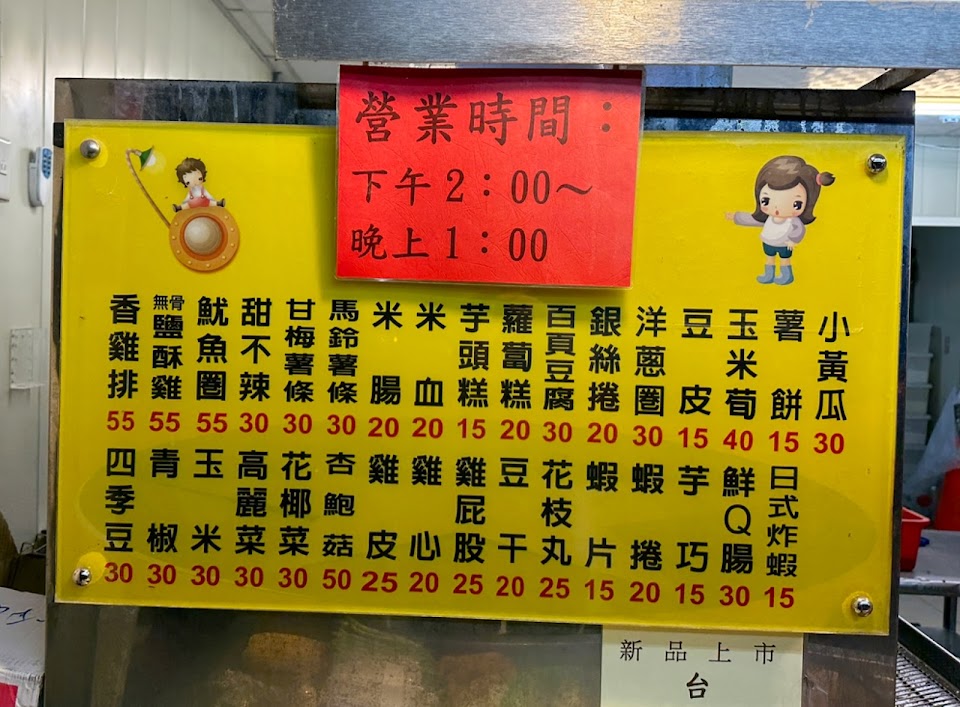 營業時間：
下午2：00～
晚上1：00
香雞排 55
無骨鹽酥雞 55
魷魚圈 55
甜不辣 30
甘梅薯條 30
馬鈴薯條 30
米腸 20
米血 20
芋頭糕 15
蘿蔔糕 20
百頁豆腐 30
銀絲捲 20
洋蔥圈 30
豆皮 15
玉米荀 40
薯餅 15
小黃瓜 30
四季豆 30
青椒 30
玉米 30
高麗菜 30
花椰菜 30
杏鮑菇 50
雞皮 25
雞心 20
雞屁股 25
豆干 20
花枝丸 25
蝦片 15
蝦捲 20
芋巧 15
鮮Q腸 30
日式炸蝦 15
新品上市
台